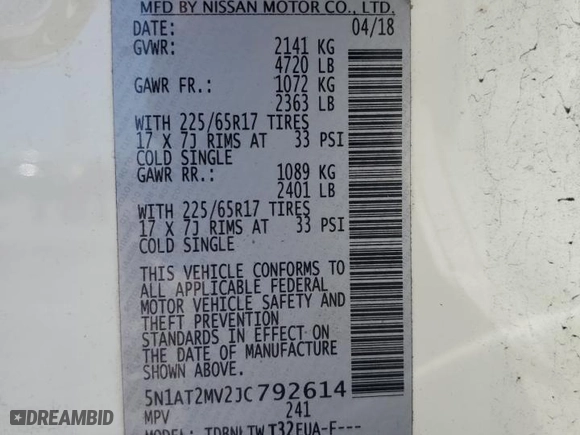 MFD BY NISSAN MOTOR CO., LTD.
DATE: 04/18
GVWR: 2141 KG
4720 LB
GAWR FR.: 1072 KG
2363 LB
WITH 225/65R17 TIRES
17 X 7J RIMS AT 33 PSI
COLD SINGLE
GAWR RR.: 1089 KG
2401 LB
WITH 225/65R17 TIRES
17 X 7J RIMS AT 33 PSI
COLD SINGLE
THIS VEHICLE CONFORMS TO
ALL APPLICABLE FEDERAL
MOTOR VEHICLE SAFETY AND
THEFT PREVENTION
STANDARDS IN EFFECT ON
THE DATE OF MANUFACTURE
SHOWN ABOVE.
5N1AT2MV2JC792614
MPV 241
MODEL:
DREAMBID